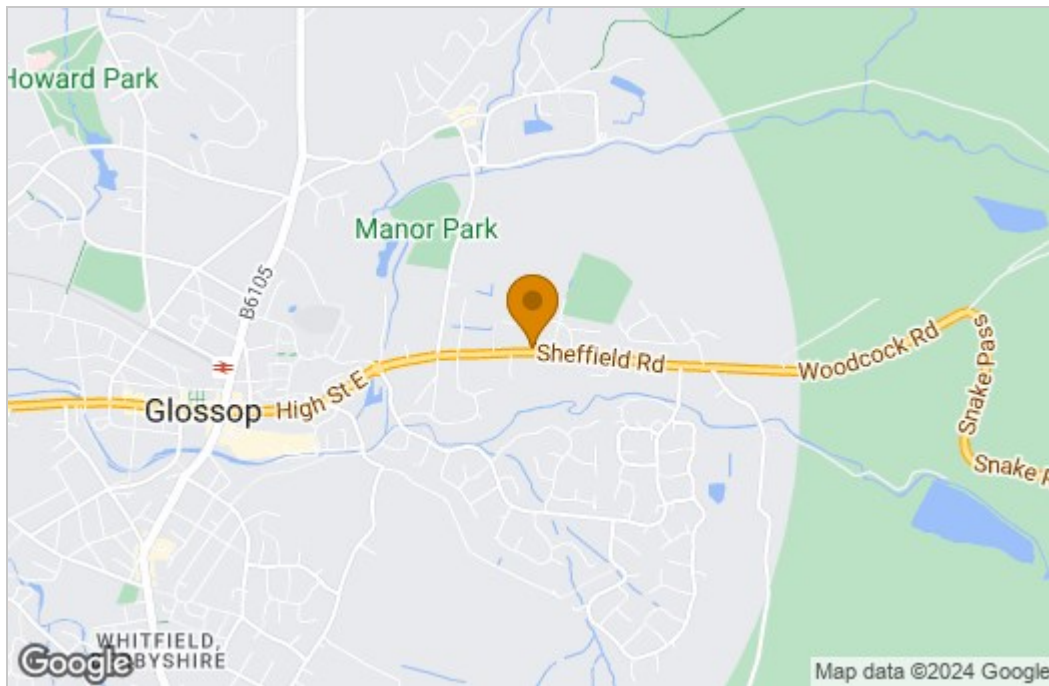 Howard Park
Manor Park
B6105
Sheffield Rd
Woodcock Rd
Snake Pass
High St E
Glossop
Snake P
WHITFIELD,
RBYSHIRE
Google
Map data ©2024 Google